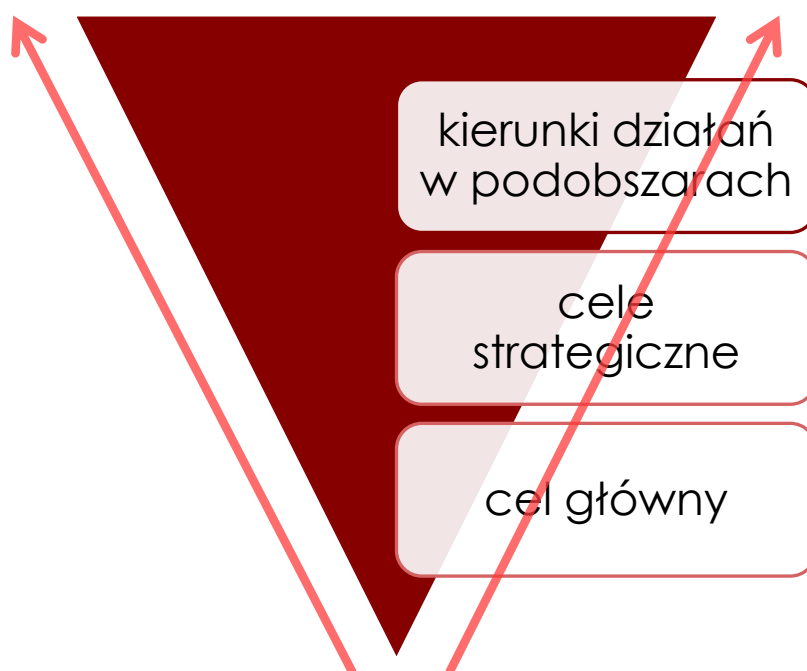 kierunki działań
w podobszarach
cele
strategiczne
cel główny